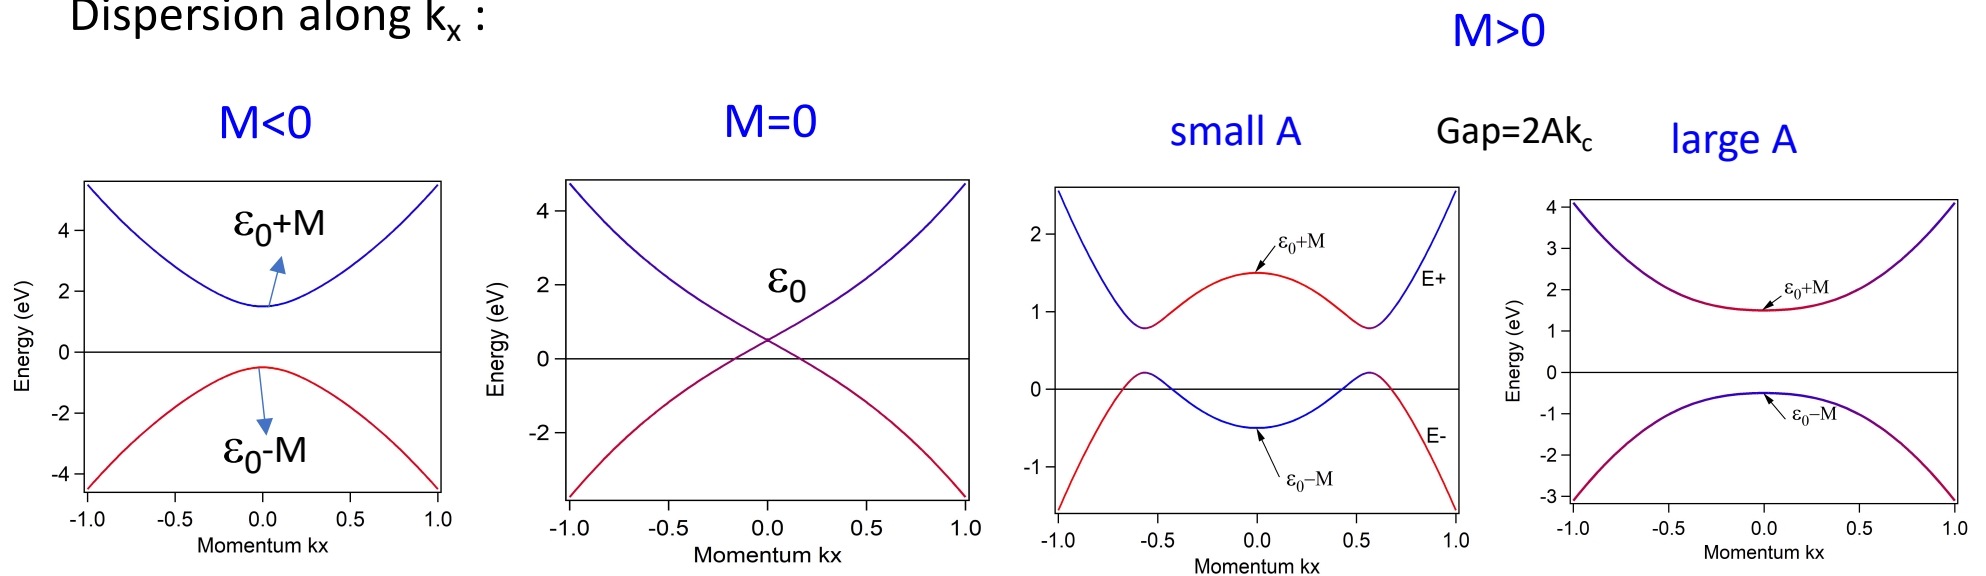 Dispersion along kx :
M>0
M<0
M=0
small A
Gap=2Akc
large A
Energy (eV)
4
2
0
-2
-4
ε0+M
ε0-M
-1.0 -0.5 0.0 0.5 1.0
Momentum kx
Energy (eV)
4
2
0
-2
ε0
-1.0 -0.5 0.0 0.5 1.0
Momentum kx
2
1
0
-1
ε0+M
E+
E-
ε0−M
-1.0 -0.5 0.0 0.5 1.0
Momentum kx
Energy (eV)
4
3
2
1
0
-1
-2
-3
ε0+M
ε0−M
-1.0 -0.5 0.0 0.5 1.0
Momentum kx